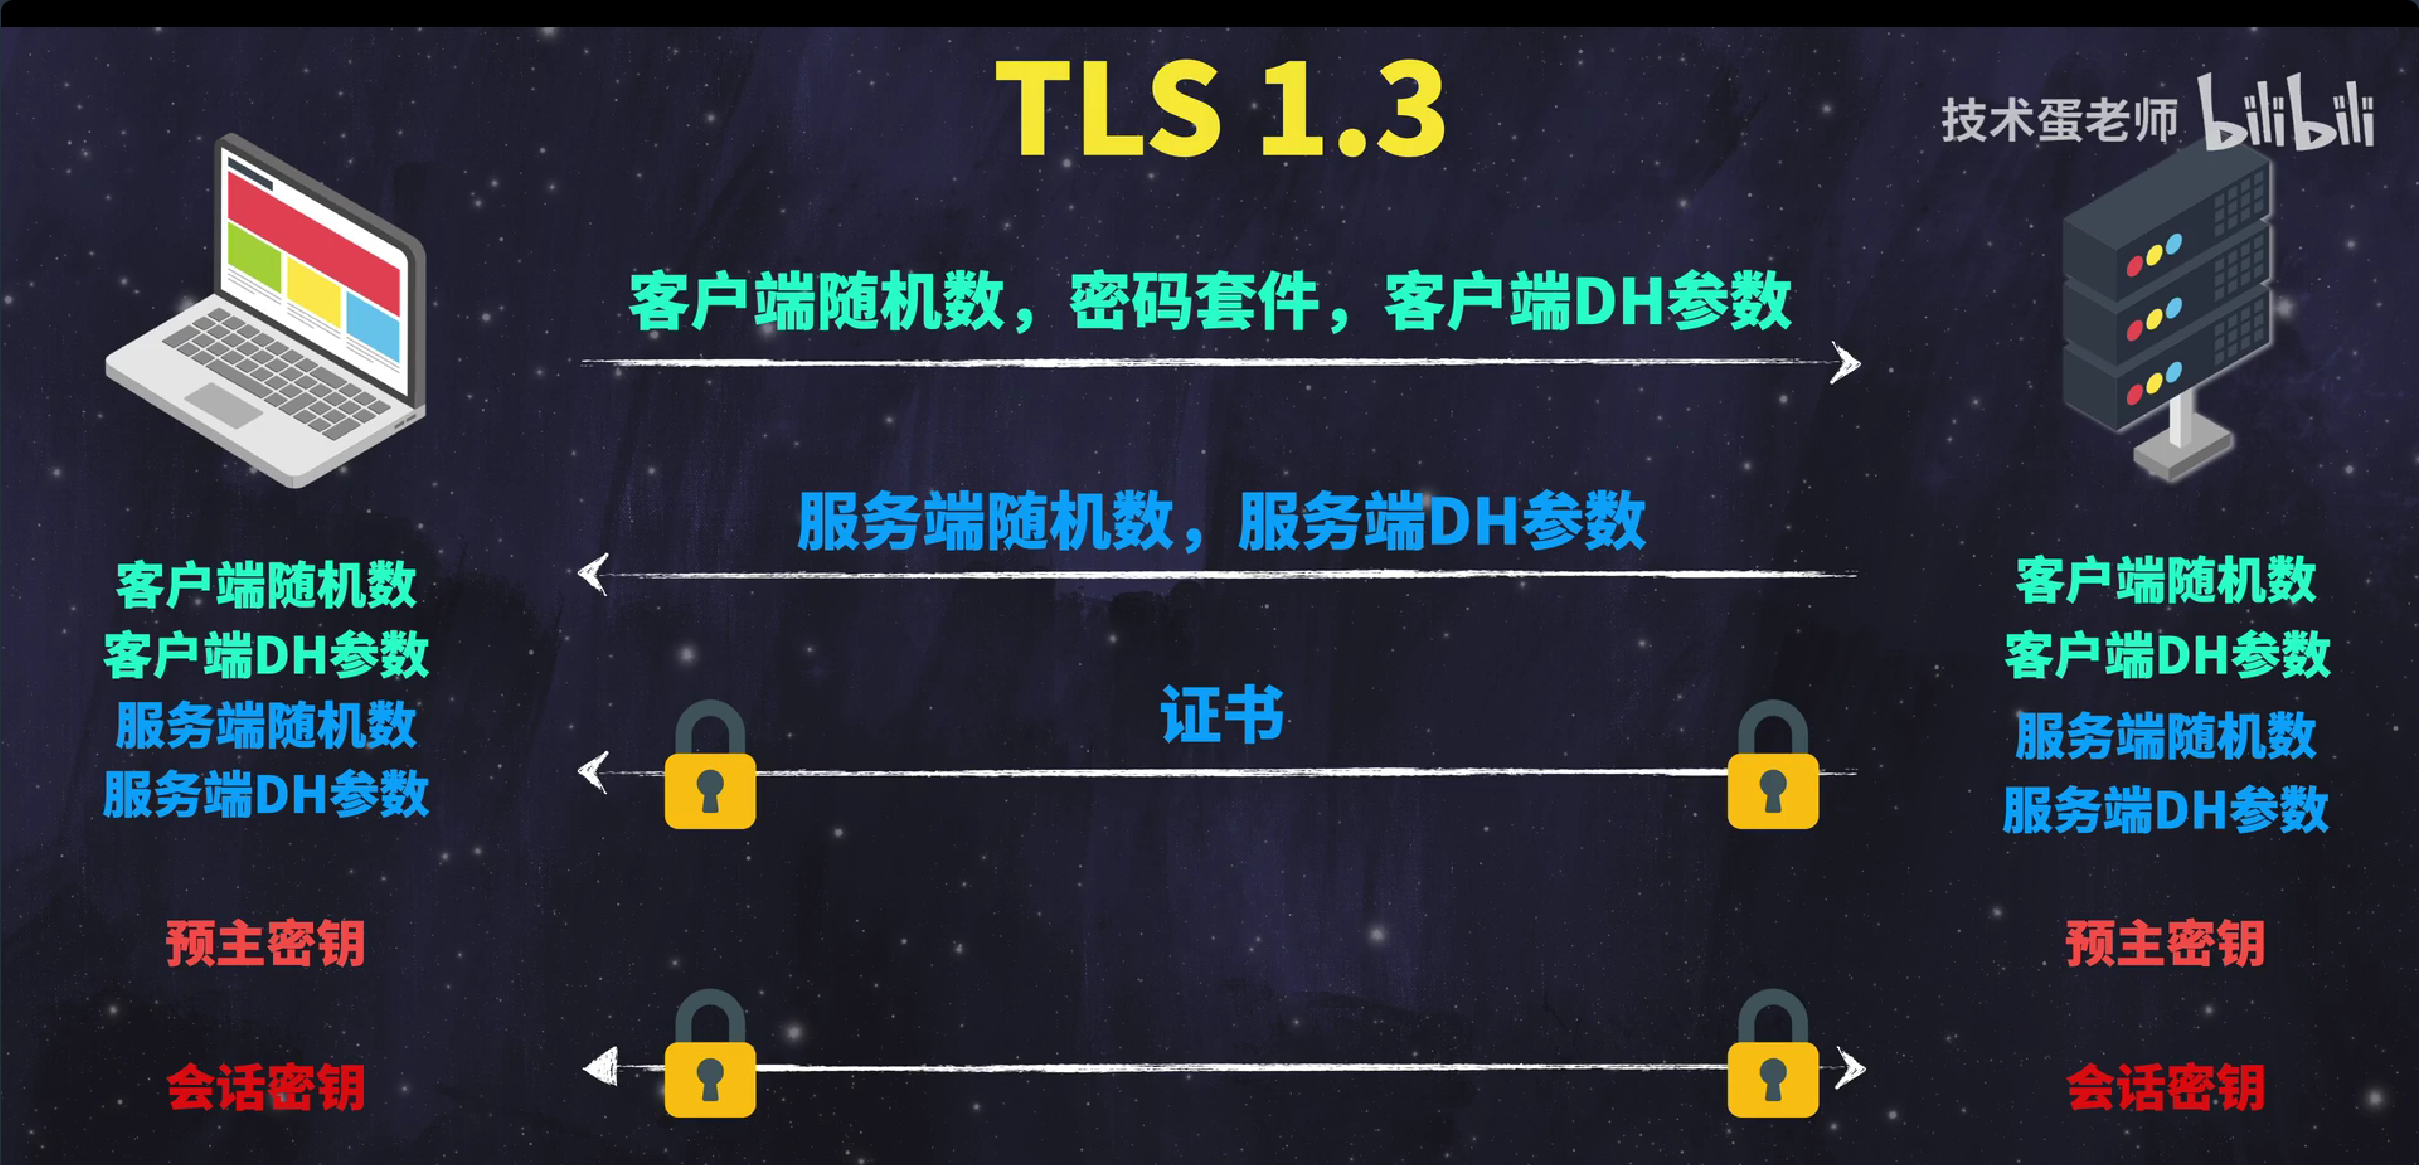 TLS 1.3
技术蛋老师 bilibili
客户端随机数，密码套件，客户端DH参数
服务端随机数，服务端DH参数
证书
客户端随机数
客户端DH参数
服务端随机数
服务端DH参数
预主密钥
会话密钥
客户端随机数
客户端DH参数
服务端随机数
服务端DH参数
预主密钥
会话密钥